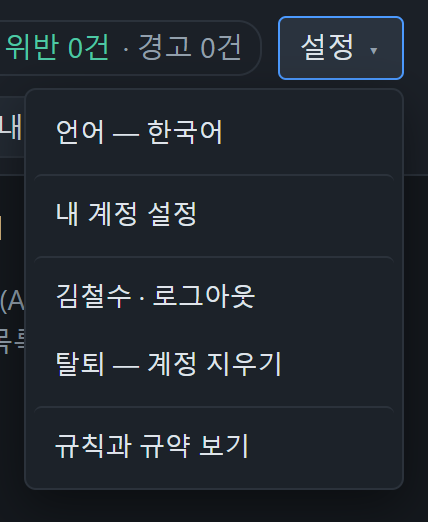 위반 0건 · 경고 0건
설정 ▾
내
언어 — 한국어
내 계정 설정
김철수 · 로그아웃
탈퇴 — 계정 지우기
규칙과 규약 보기
(A